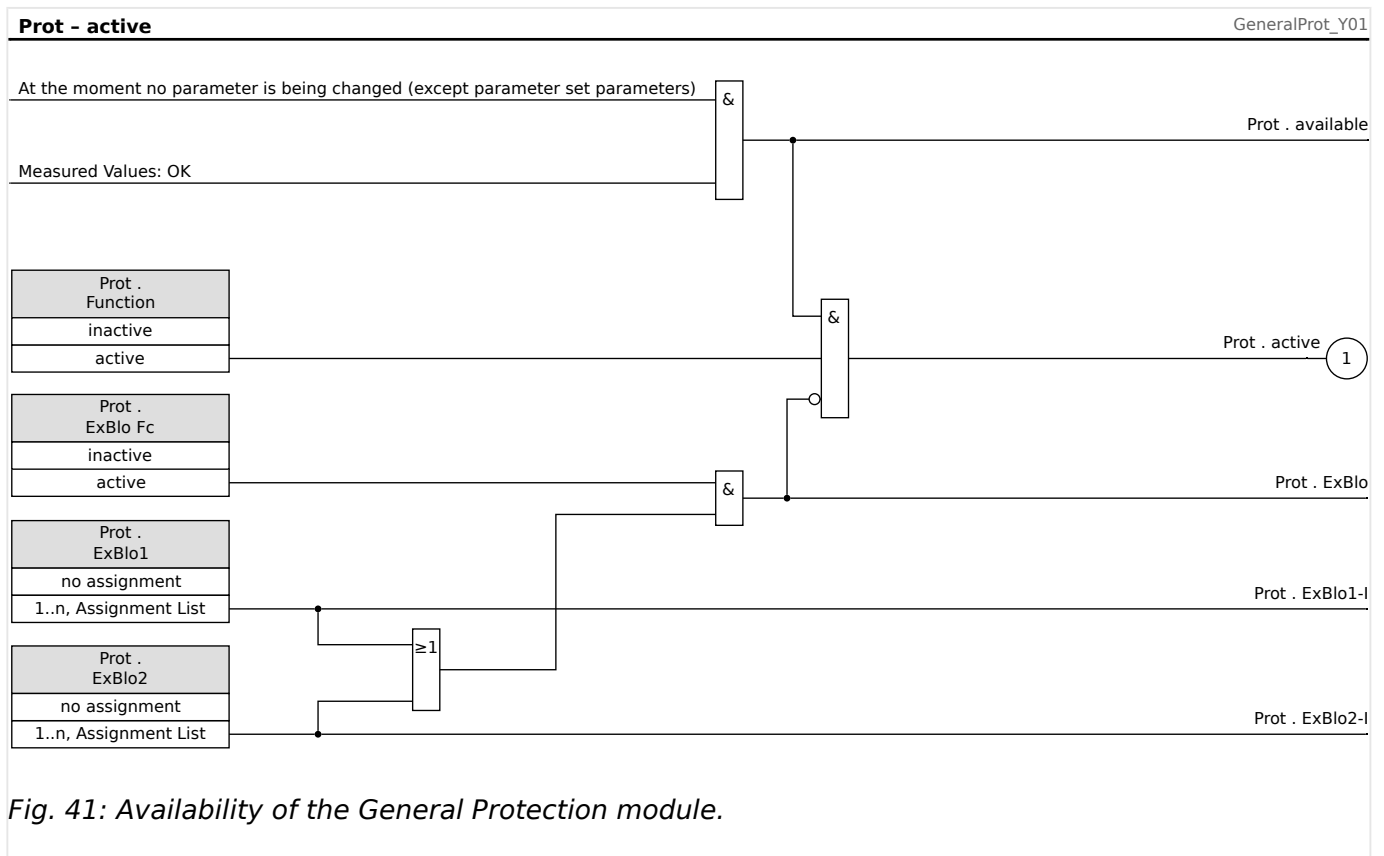 Prot – active
GeneralProt_Y01
At the moment no parameter is being changed (except parameter set parameters)
&
Prot . available
Measured Values: OK
Prot .
Function
inactive
active
&
Prot . active
1
Prot .
ExBlo Fc
inactive
active
&
Prot . ExBlo
Prot .
ExBlo1
no assignment
1..n, Assignment List
Prot . ExBlo1-I
≥1
Prot .
ExBlo2
no assignment
1..n, Assignment List
Prot . ExBlo2-I
Fig. 41: Availability of the General Protection module.